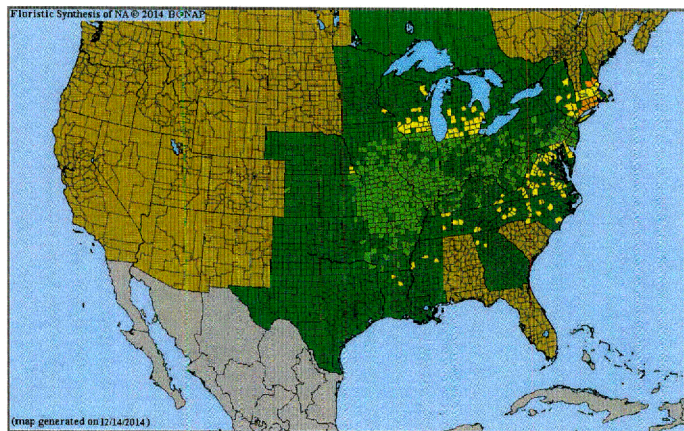 Floristic Synthesis of NA © 2014 BONAP
(map generated on 12/14/2014)